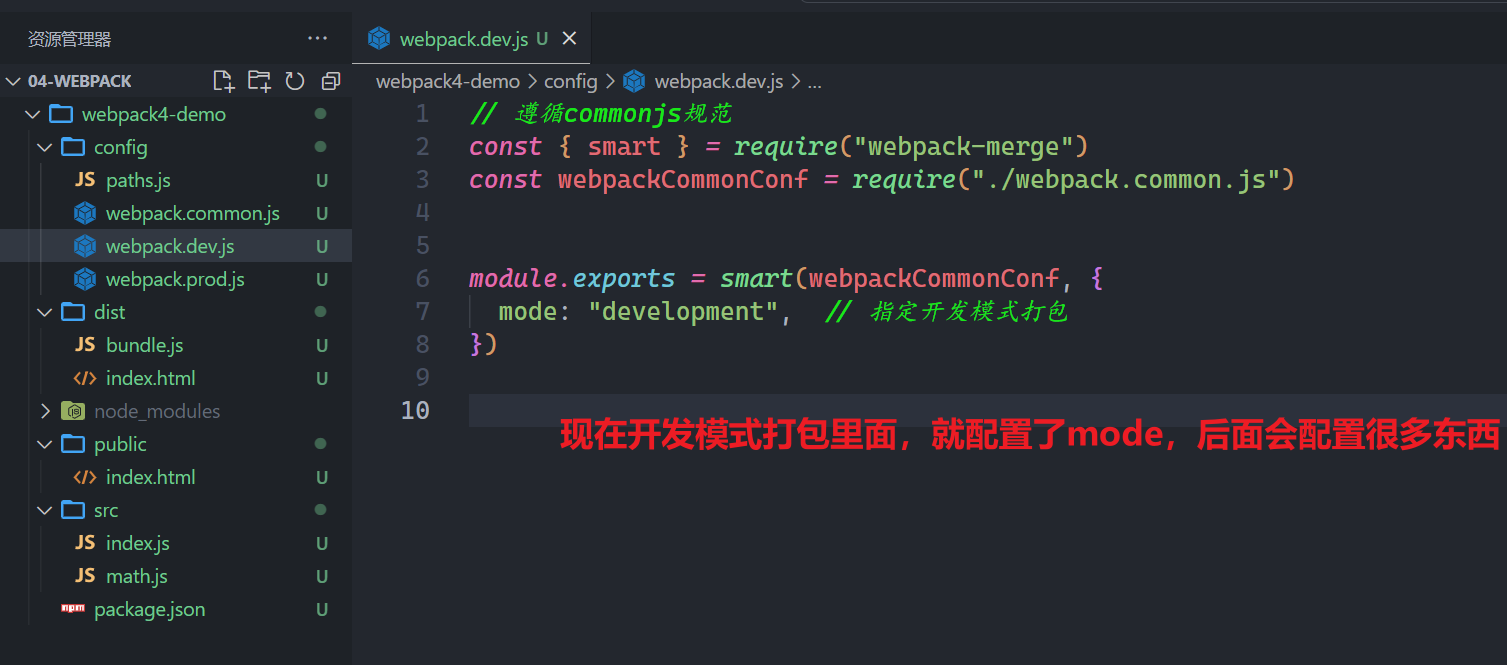 资源管理器
···
webpack.dev.js U
04-WEBPACK
webpack4-demo > config > webpack.dev.js > ...
webpack4-demo
config
JS paths.js U
webpack.common.js U
webpack.dev.js U
webpack.prod.js U
dist
JS bundle.js U
</> index.html U
node_modules
public
</> index.html U
src
JS index.js U
JS math.js U
npm package.json U
1 // 遵循commonjs规范
2 const { smart } = require("webpack-merge")
3 const webpackCommonConf = require("./webpack.common.js")
4
5
6 module.exports = smart(webpackCommonConf, {
7 mode: "development", // 指定开发模式打包
8 })
9
10
现在开发模式打包里面，就配置了mode，后面会配置很多东西